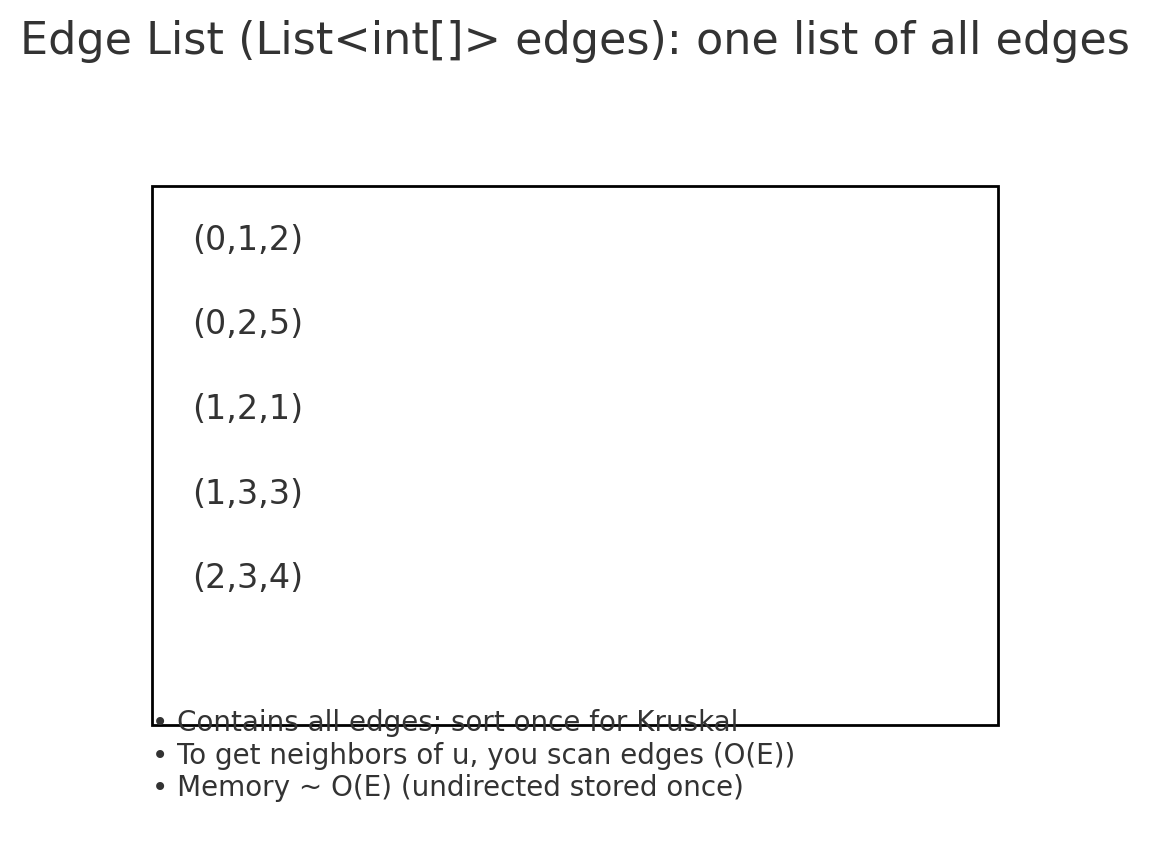 Edge List (List<int[]> edges): one list of all edges
(0,1,2)
(0,2,5)
(1,2,1)
(1,3,3)
(2,3,4)
• Contains all edges; sort once for Kruskal
• To get neighbors of u, you scan edges (O(E))
• Memory ~ O(E) (undirected stored once)